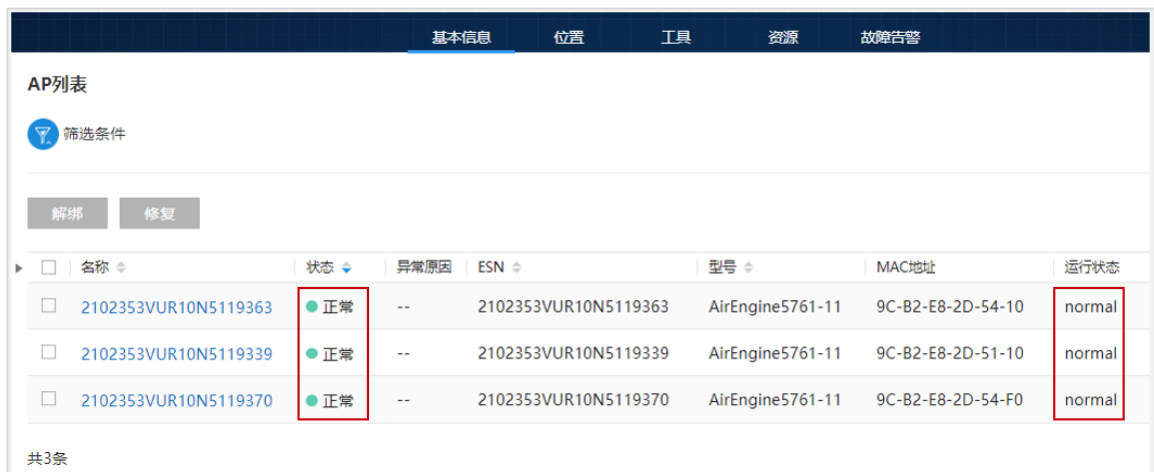 基本信息 位置 工具 资源 故障告警
AP列表
筛选条件
解绑 修复
名称 状态 异常原因 ESN 型号 MAC地址 运行状态
2102353VUR10N5119363 正常 -- 2102353VUR10N5119363 AirEngine5761-11 9C-B2-E8-2D-54-10 normal
2102353VUR10N5119339 正常 -- 2102353VUR10N5119339 AirEngine5761-11 9C-B2-E8-2D-51-10 normal
2102353VUR10N5119370 正常 -- 2102353VUR10N5119370 AirEngine5761-11 9C-B2-E8-2D-54-F0 normal
共3条